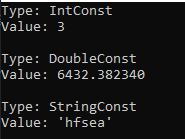 Type: IntConst
Value: 3
Type: DoubleConst
Value: 6432.382340
Type: StringConst
Value: 'hfsea'